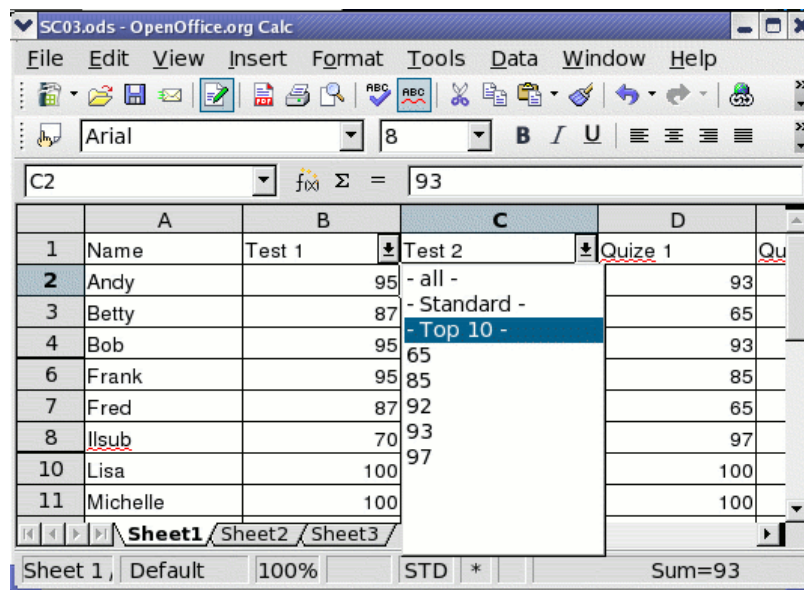 SC03.ods - OpenOffice.org Calc
File Edit View Insert Format Tools Data Window Help
ABC ABC
Arial 8 B I U
C2 f(x) Σ = 93
A B C D
1 Name Test 1 Test 2 Quize 1 Qu
2 Andy 95 - all - 93
- Standard -
3 Betty 87 65
- Top 10 -
4 Bob 95 65 93
6 Frank 95 85 85
7 Fred 87 92 65
8 Ilsub 70 93 97
10 Lisa 100 97 100
11 Michelle 100 100
Sheet1 Sheet2 Sheet3
Sheet 1 / Default 100% STD * Sum=93